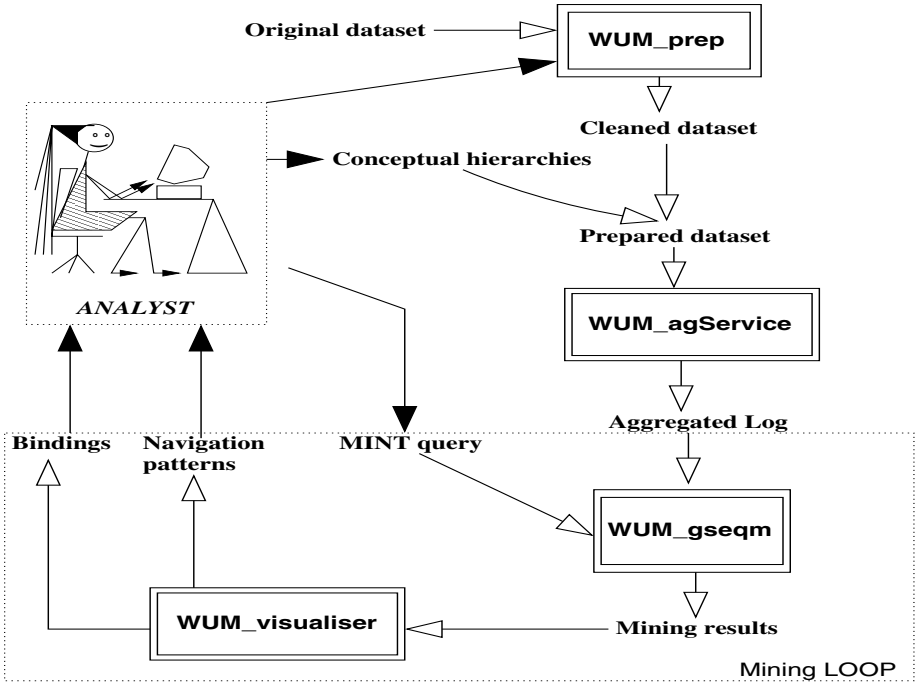 Original dataset
WUM_prep
Cleaned dataset
Conceptual hierarchies
Prepared dataset
ANALYST
WUM_agService
Aggregated Log
Bindings
Navigation
patterns
MINT query
WUM_gseqm
WUM_visualiser
Mining results
Mining LOOP